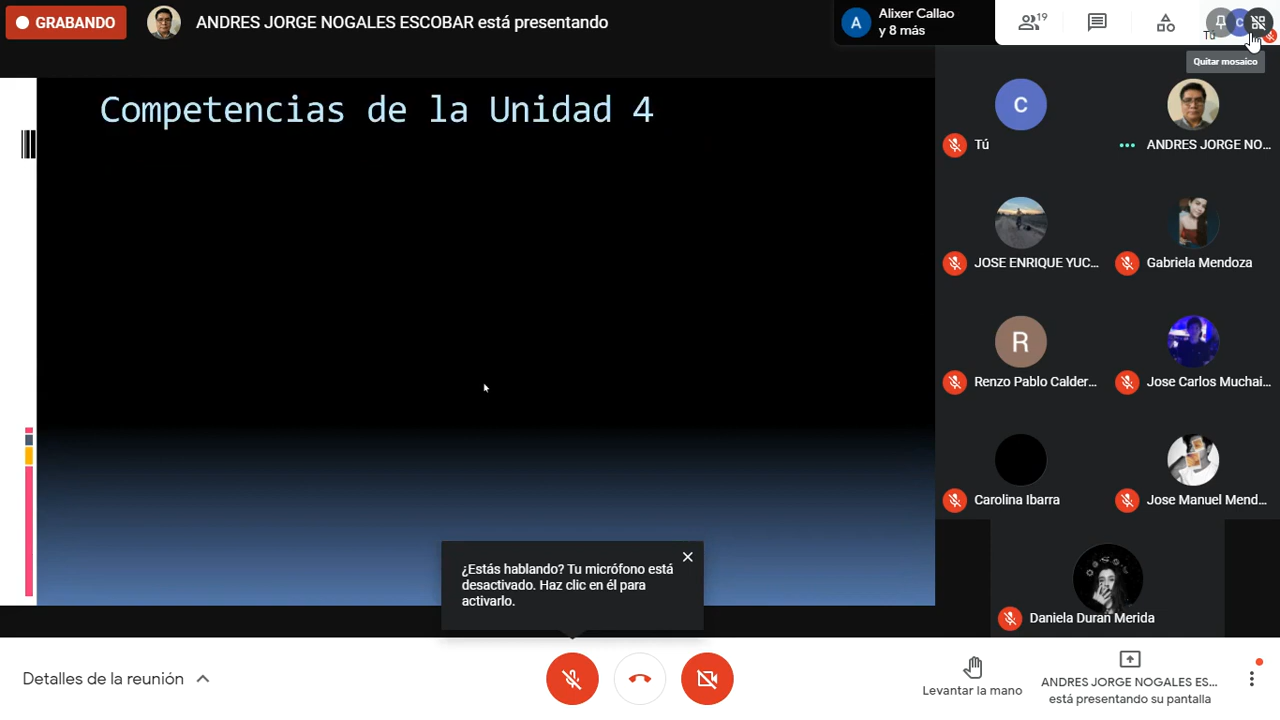 GRABANDO
ANDRES JORGE NOGALES ESCOBAR está presentando
A
Alixer Callao
y 8 más
19
C
Tú
Quitar mosaico
Competencias de la Unidad 4
C
Tú
ANDRES JORGE NO...
JOSE ENRIQUE YUC...
Gabriela Mendoza
R
Renzo Pablo Calder...
Jose Carlos Muchai...
Carolina Ibarra
Jose Manuel Mend...
Daniela Duran Merida
¿Estás hablando? Tu micrófono está
desactivado. Haz clic en él para
activarlo.
Detalles de la reunión
Levantar la mano
ANDRES JORGE NOGALES ES...
está presentando su pantalla